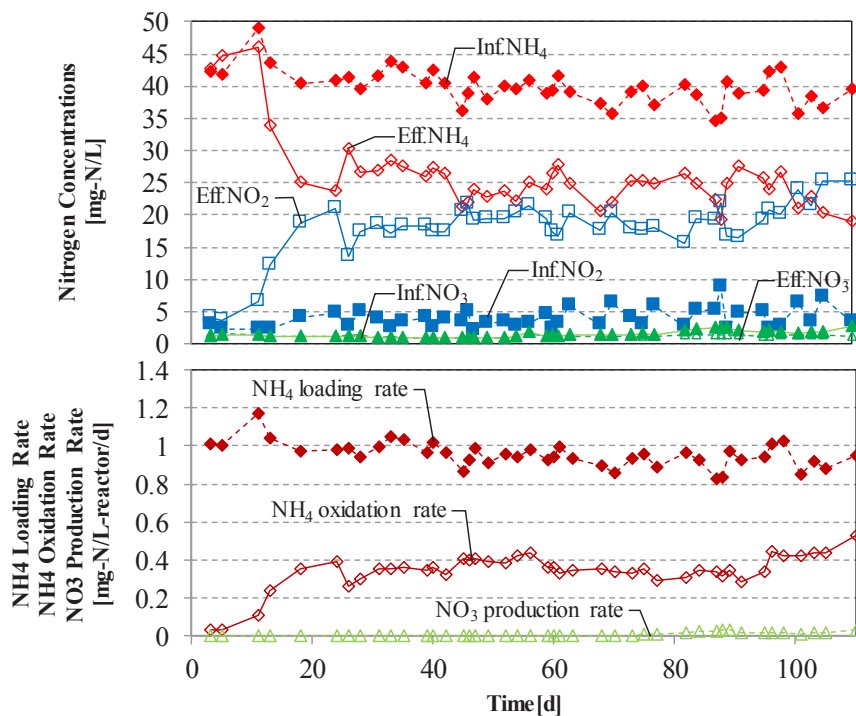 Nitrogen Concentrations
[mg-N/L]
50
45
40
35
30
25
20
15
10
5
0
Inf.NH4
Eff.NH4
Eff.NO2
Inf.NO3
Inf.NO2
Eff.NO3
NH4 Loading Rate
NH4 Oxidation Rate
NO3 Production Rate
[mg-N/L-reactor/d]
1.4
1.2
1
0.8
0.6
0.4
0.2
0
NH4 loading rate
NH4 oxidation rate
NO3 production rate
0 20 40 60 80 100
Time [d]